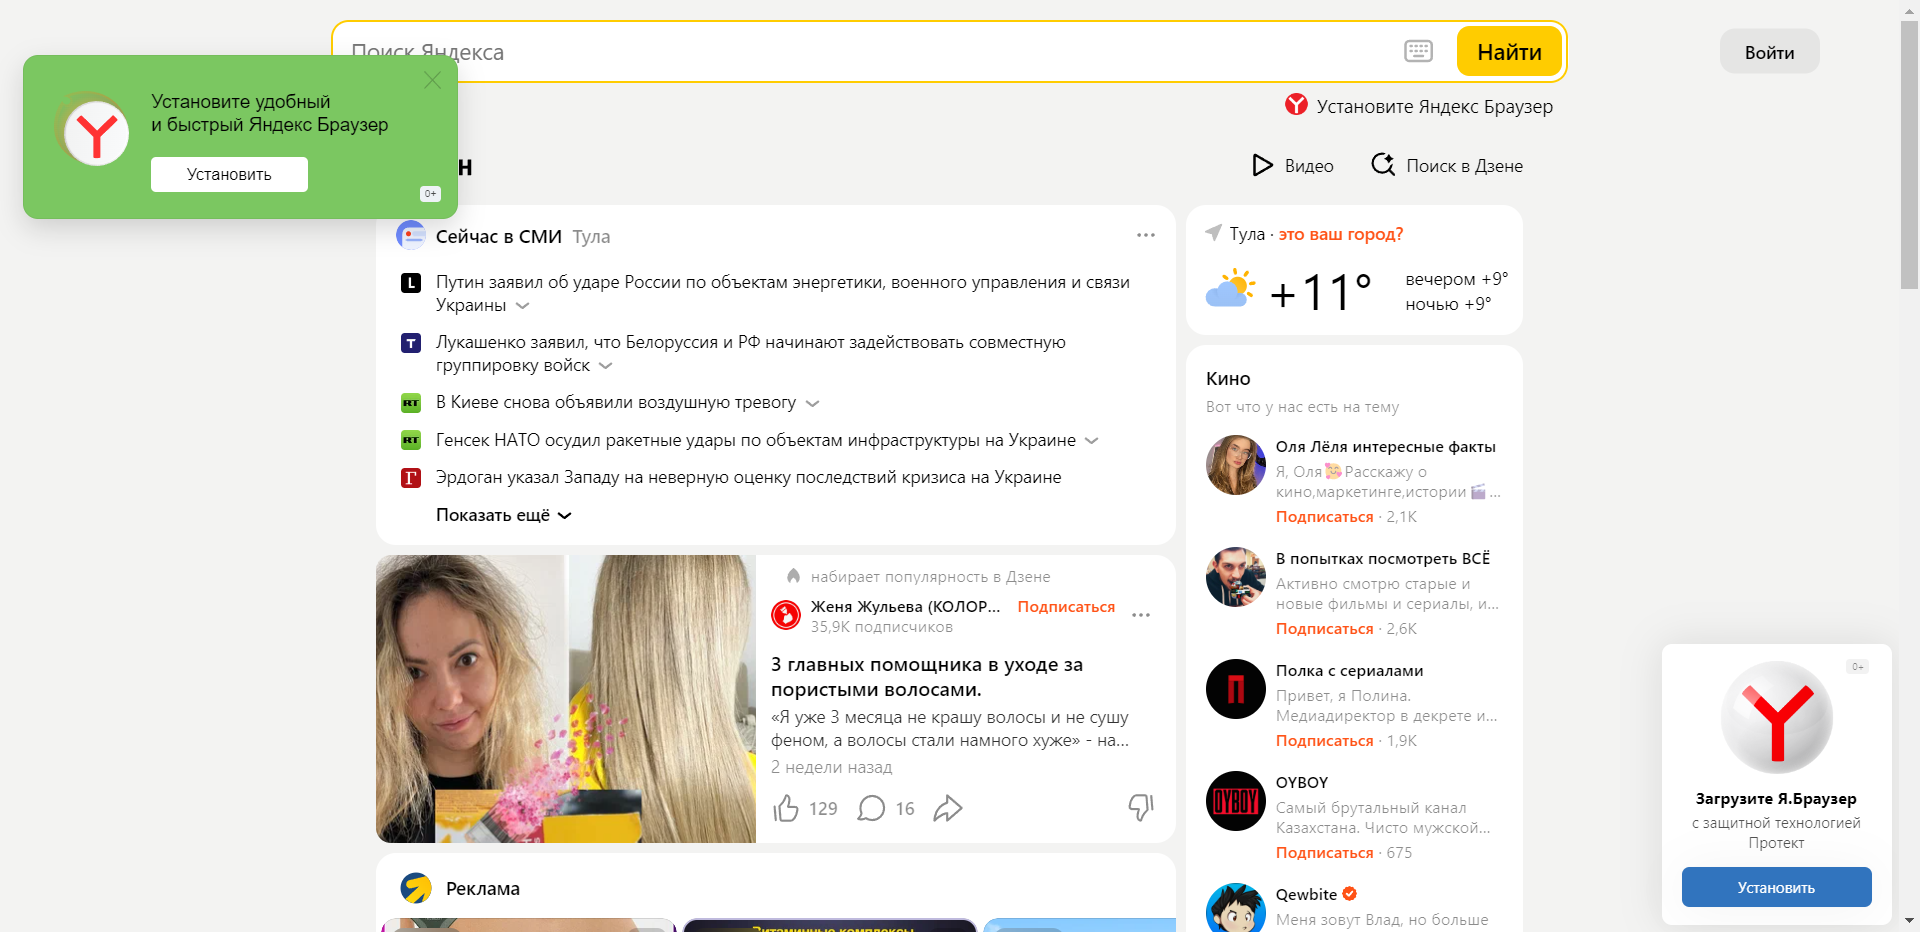 Поиск Яндекса
Найти
Войти
Установите удобный
и быстрый Яндекс Браузер
Установить
0+
Установите Яндекс Браузер
н
Видео
Поиск в Дзене
Сейчас в СМИ Тула
Путин заявил об ударе России по объектам энергетики, военного управления и связи
Украины
Лукашенко заявил, что Белоруссия и РФ начинают задействовать совместную
группировку войск
В Киеве снова объявили воздушную тревогу
Генсек НАТО осудил ракетные удары по объектам инфраструктуры на Украине
Эрдоган указал Западу на неверную оценку последствий кризиса на Украине
Показать ещё
Тула · это ваш город?
+11°
вечером +9°
ночью +9°
Кино
Вот что у нас есть на тему
Оля Лёля интересные факты
Я, Оля🥰Расскажу о
кино,маркетинге,истории 🎬 ...
Подписаться · 2,1K
В попытках посмотреть ВСЁ
Активно смотрю старые и
новые фильмы и сериалы, и...
Подписаться · 2,6K
Полка с сериалами
Привет, я Полина.
Медиадиректор в декрете и...
Подписаться · 1,9K
OYBOY
OYBOY
Самый брутальный канал
Казахстана. Чисто мужской...
Подписаться · 675
Qewbite
Меня зовут Влад, но больше
набирает популярность в Дзене
Женя Жульева (КОЛОР... Подписаться
35,9K подписчиков
3 главных помощника в уходе за
пористыми волосами.
«Я уже 3 месяца не крашу волосы и не сушу
феном, а волосы стали намного хуже» - на...
2 недели назад
129
16
Реклама
Витаминные комплексы
0+
Загрузите Я.Браузер
с защитной технологией
Протект
Установить